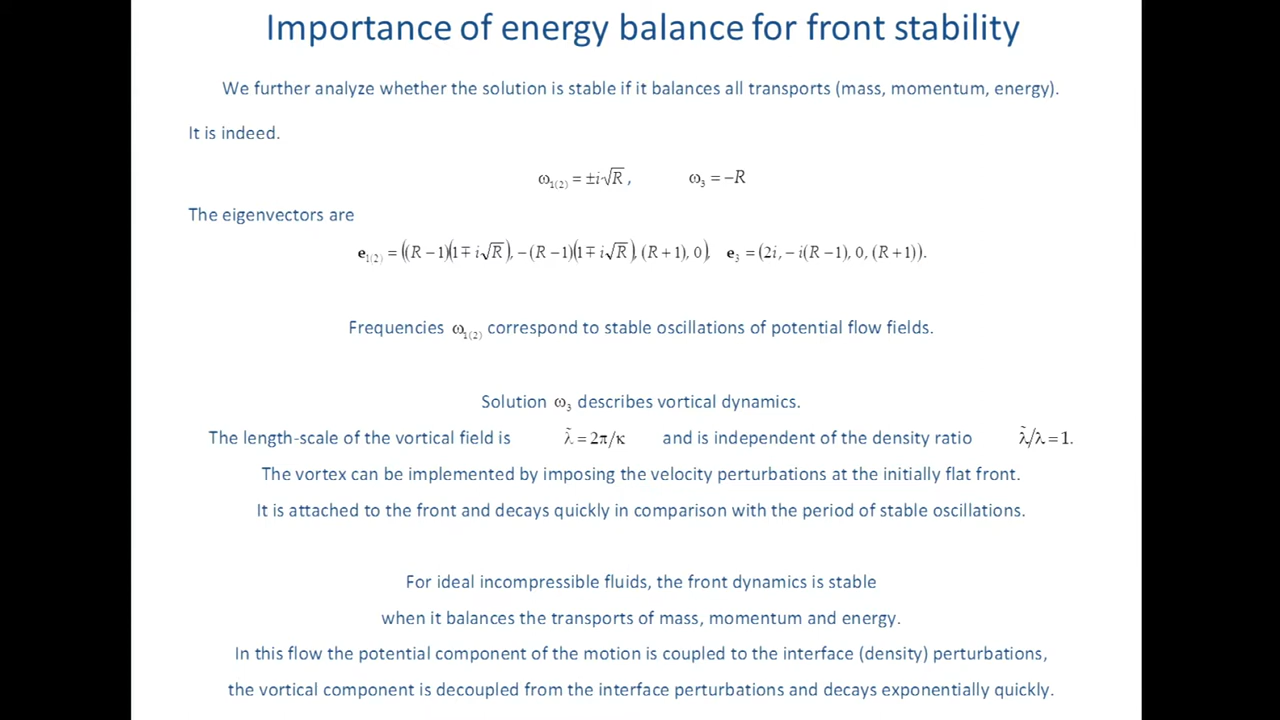 Importance of energy balance for front stability
We further analyze whether the solution is stable if it balances all transports (mass, momentum, energy).
It is indeed.
ω₁₍₂₎ = ±i√R , ω₃ = −R
The eigenvectors are
e₁₍₂₎ = ((R − 1)(1 ∓ i√R), −(R − 1)(1 ∓ i√R), (R + 1), 0), e₃ = (2i, − i(R − 1), 0, (R + 1)).
Frequencies ω₁₍₂₎ correspond to stable oscillations of potential flow fields.
Solution ω₃ describes vortical dynamics.
The length-scale of the vortical field is λ̃ = 2π/κ and is independent of the density ratio λ̃/λ = 1.
The vortex can be implemented by imposing the velocity perturbations at the initially flat front.
It is attached to the front and decays quickly in comparison with the period of stable oscillations.
For ideal incompressible fluids, the front dynamics is stable
when it balances the transports of mass, momentum and energy.
In this flow the potential component of the motion is coupled to the interface (density) perturbations,
the vortical component is decoupled from the interface perturbations and decays exponentially quickly.